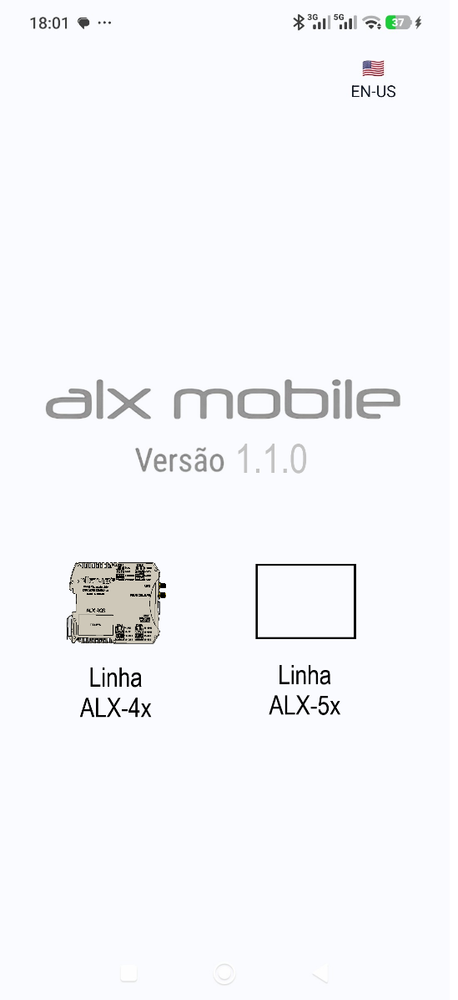 18:01
3G 5G 37
EN-US
alx mobile
Versão 1.1.0
Linha
ALX-4x
Linha
ALX-5x